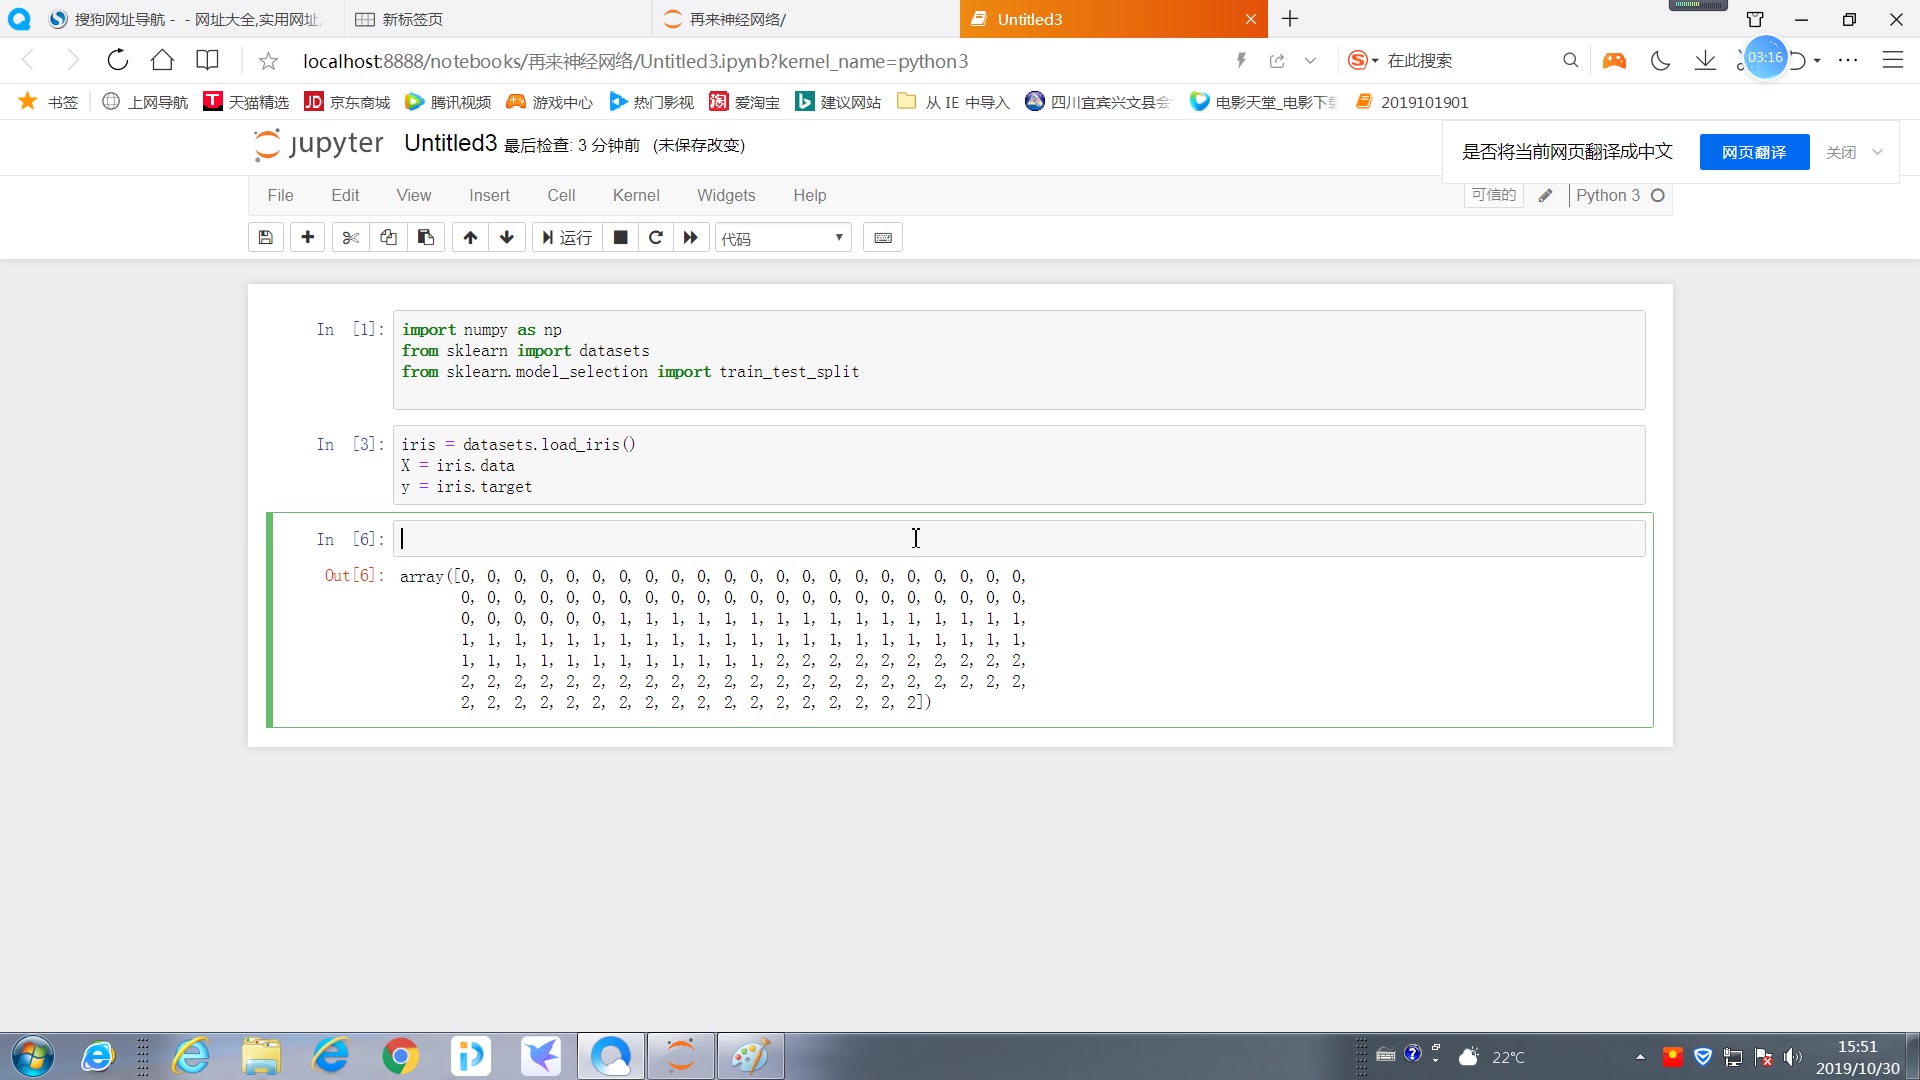 搜狗网址导航 - - 网址大全,实用网址,
新标签页
再来神经网络/
Untitled3
localhost:8888/notebooks/再来神经网络/Untitled3.ipynb?kernel_name=python3
在此搜索
03:16
书签
上网导航
天猫精选
京东商城
腾讯视频
游戏中心
热门影视
爱淘宝
建议网站
从 IE 中导入
四川宜宾兴文县会
电影天堂_电影下载
2019101901
jupyter Untitled3 最后检查: 3 分钟前 (未保存改变)
是否将当前网页翻译成中文 网页翻译 关闭
File Edit View Insert Cell Kernel Widgets Help
可信的 Python 3
运行 代码
In [1]: import numpy as np
from sklearn import datasets
from sklearn.model_selection import train_test_split
In [3]: iris = datasets.load_iris()
X = iris.data
y = iris.target
In [6]:
Out[6]: array([0, 0, 0, 0, 0, 0, 0, 0, 0, 0, 0, 0, 0, 0, 0, 0, 0, 0, 0, 0, 0, 0,
0, 0, 0, 0, 0, 0, 0, 0, 0, 0, 0, 0, 0, 0, 0, 0, 0, 0, 0, 0, 0, 0,
0, 0, 0, 0, 0, 0, 1, 1, 1, 1, 1, 1, 1, 1, 1, 1, 1, 1, 1, 1, 1, 1,
1, 1, 1, 1, 1, 1, 1, 1, 1, 1, 1, 1, 1, 1, 1, 1, 1, 1, 1, 1, 1, 1,
1, 1, 1, 1, 1, 1, 1, 1, 1, 1, 1, 1, 2, 2, 2, 2, 2, 2, 2, 2, 2, 2,
2, 2, 2, 2, 2, 2, 2, 2, 2, 2, 2, 2, 2, 2, 2, 2, 2, 2, 2, 2, 2, 2,
2, 2, 2, 2, 2, 2, 2, 2, 2, 2, 2, 2, 2, 2, 2, 2, 2, 2])
22°C
15:51
2019/10/30